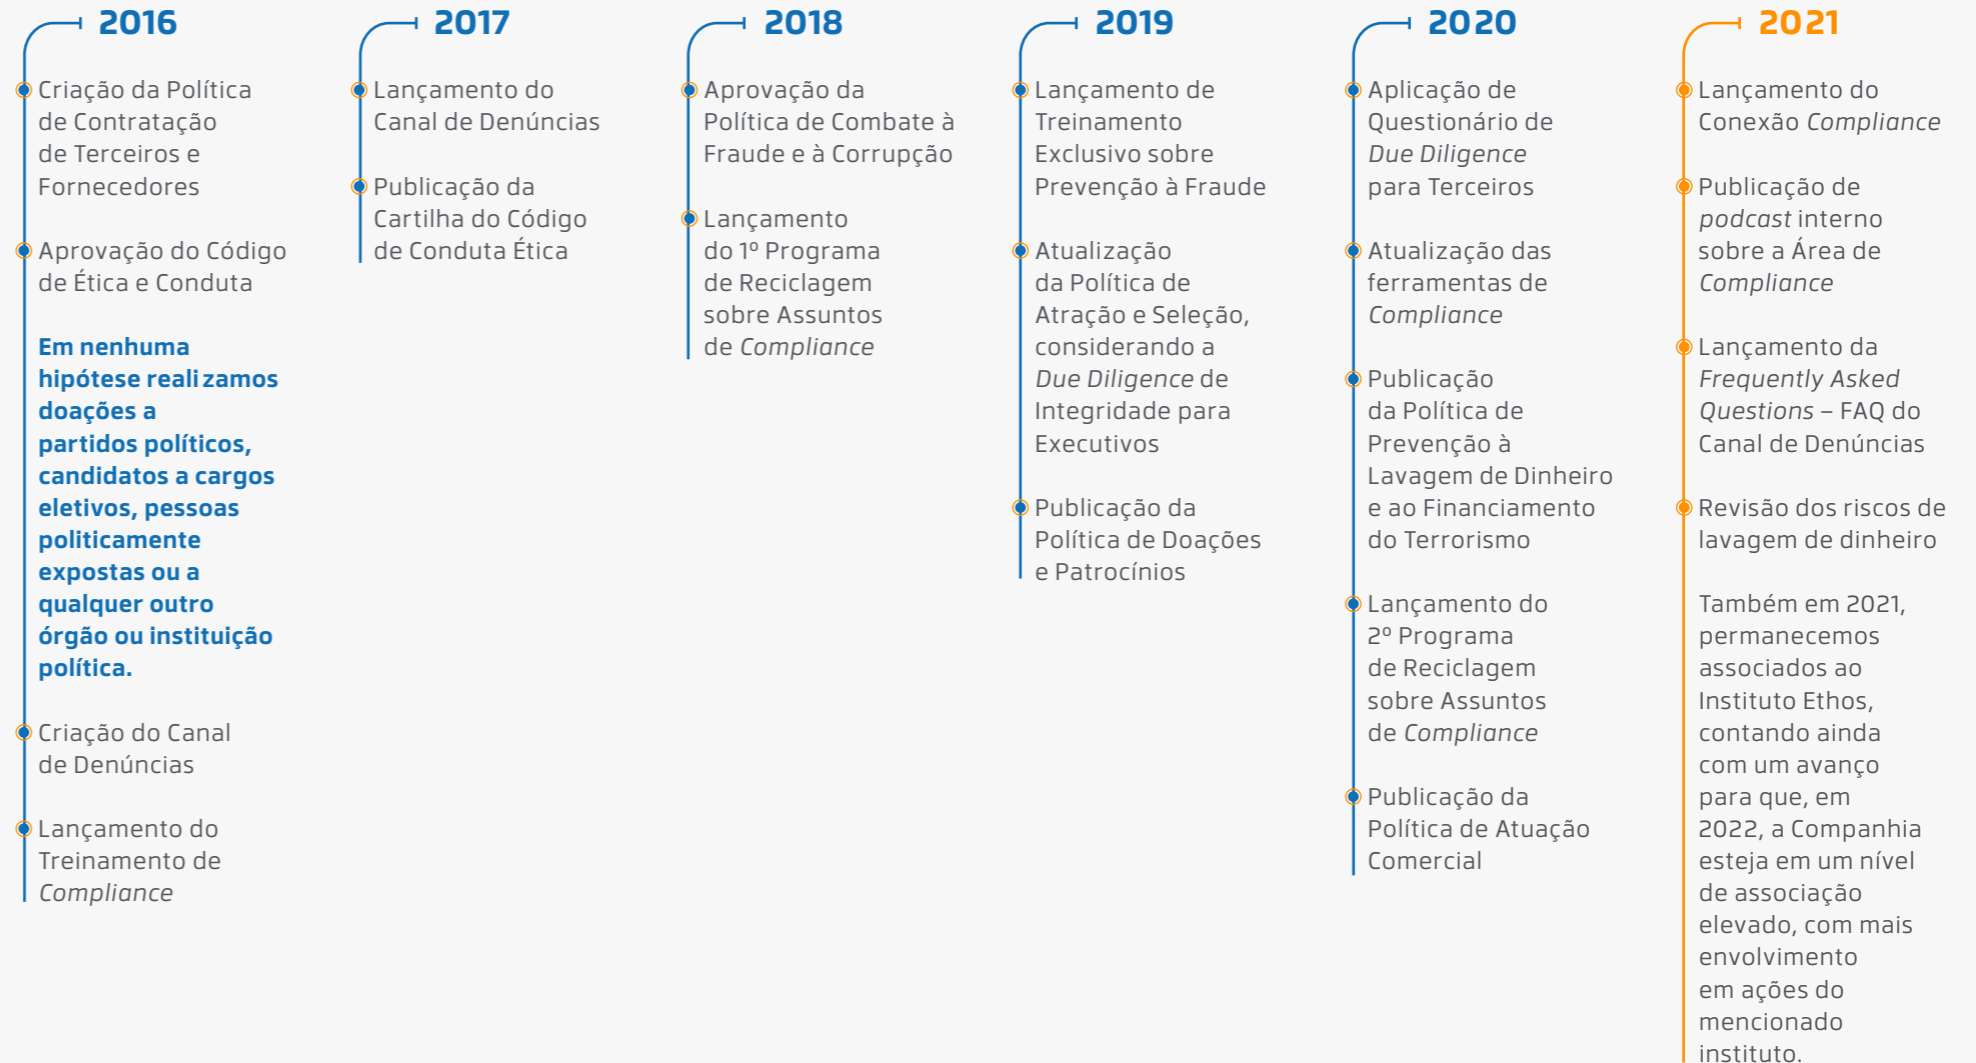 2016
Criação da Política
de Contratação
de Terceiros e
Fornecedores
Aprovação do Código
de Ética e Conduta
Em nenhuma
hipótese realizamos
doações a
partidos políticos,
candidatos a cargos
eletivos, pessoas
politicamente
expostas ou a
qualquer outro
órgão ou instituição
política.
Criação do Canal
de Denúncias
Lançamento do
Treinamento de
Compliance
2017
Lançamento do
Canal de Denúncias
Publicação da
Cartilha do Código
de Conduta Ética
2018
Aprovação da
Política de Combate à
Fraude e à Corrupção
Lançamento
do 1º Programa
de Reciclagem
sobre Assuntos
de Compliance
2019
Lançamento de
Treinamento
Exclusivo sobre
Prevenção à Fraude
Atualização
da Política de
Atração e Seleção,
considerando a
Due Diligence de
Integridade para
Executivos
Publicação da
Política de Doações
e Patrocínios
2020
Aplicação de
Questionário de
Due Diligence
para Terceiros
Atualização das
ferramentas de
Compliance
Publicação
da Política de
Prevenção à
Lavagem de Dinheiro
e ao Financiamento
do Terrorismo
Lançamento do
2º Programa
de Reciclagem
sobre Assuntos
de Compliance
Publicação da
Política de Atuação
Comercial
2021
Lançamento do
Conexão Compliance
Publicação de
podcast interno
sobre a Área de
Compliance
Lançamento da
Frequently Asked
Questions – FAQ do
Canal de Denúncias
Revisão dos riscos de
lavagem de dinheiro
Também em 2021,
permanecemos
associados ao
Instituto Ethos,
contando ainda
com um avanço
para que, em
2022, a Companhia
esteja em um nível
de associação
elevado, com mais
envolvimento
em ações do
mencionado
instituto.